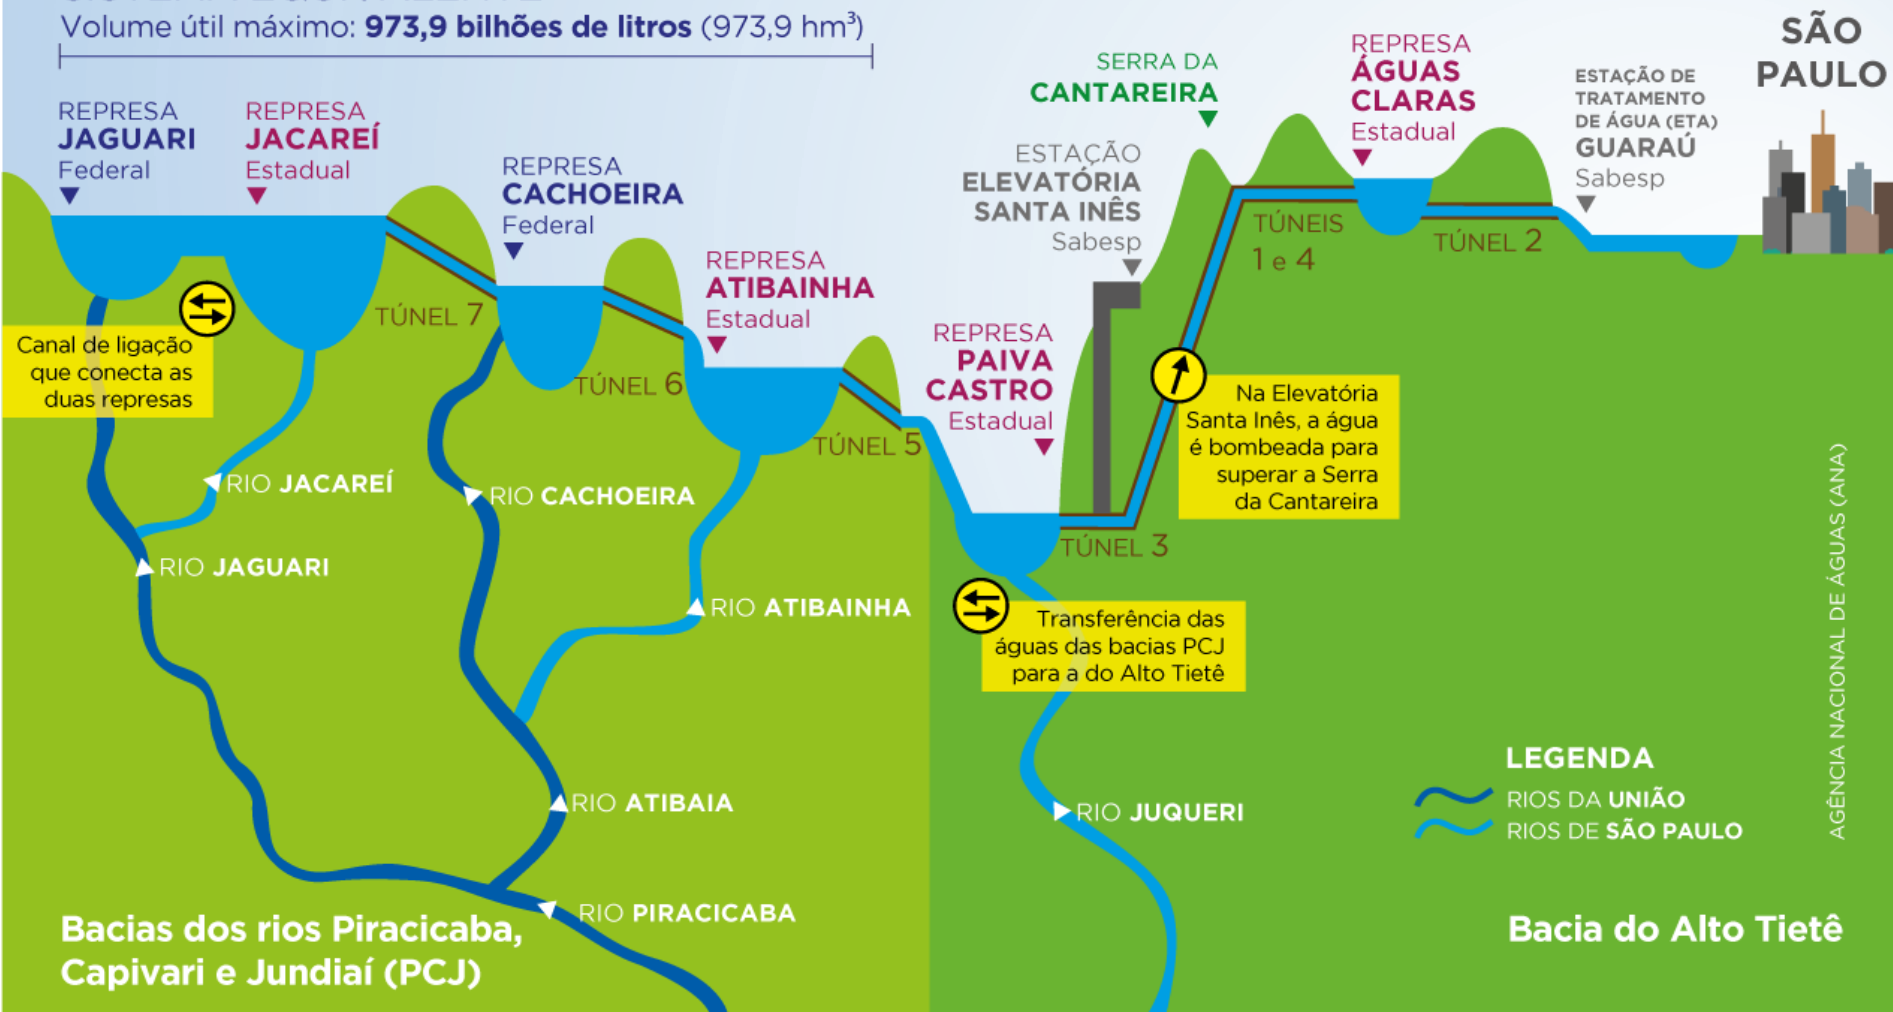 Volume útil máximo: 973,9 bilhões de litros (973,9 hm³)
REPRESA
JAGUARI
Federal
REPRESA
JACAREÍ
Estadual
REPRESA
CACHOEIRA
Federal
REPRESA
ATIBAINHA
Estadual
REPRESA
PAIVA
CASTRO
Estadual
ESTAÇÃO
ELEVATÓRIA
SANTA INÊS
Sabesp
SERRA DA
CANTAREIRA
REPRESA
ÁGUAS
CLARAS
Estadual
ESTAÇÃO DE
TRATAMENTO
DE ÁGUA (ETA)
GUARAÚ
Sabesp
SÃO
PAULO
TÚNEL 7
TÚNEL 6
TÚNEL 5
TÚNEL 3
TÚNEIS
1 e 4
TÚNEL 2
Canal de ligação
que conecta as
duas represas
Na Elevatória
Santa Inês, a água
é bombeada para
superar a Serra
da Cantareira
Transferência das
águas das bacias PCJ
para a do Alto Tietê
RIO JACAREÍ
RIO JAGUARI
RIO CACHOEIRA
RIO ATIBAINHA
RIO ATIBAIA
RIO PIRACICABA
RIO JUQUERI
LEGENDA
RIOS DA UNIÃO
RIOS DE SÃO PAULO
AGÊNCIA NACIONAL DE ÁGUAS (ANA)
Bacias dos rios Piracicaba,
Capivari e Jundiaí (PCJ)
Bacia do Alto Tietê